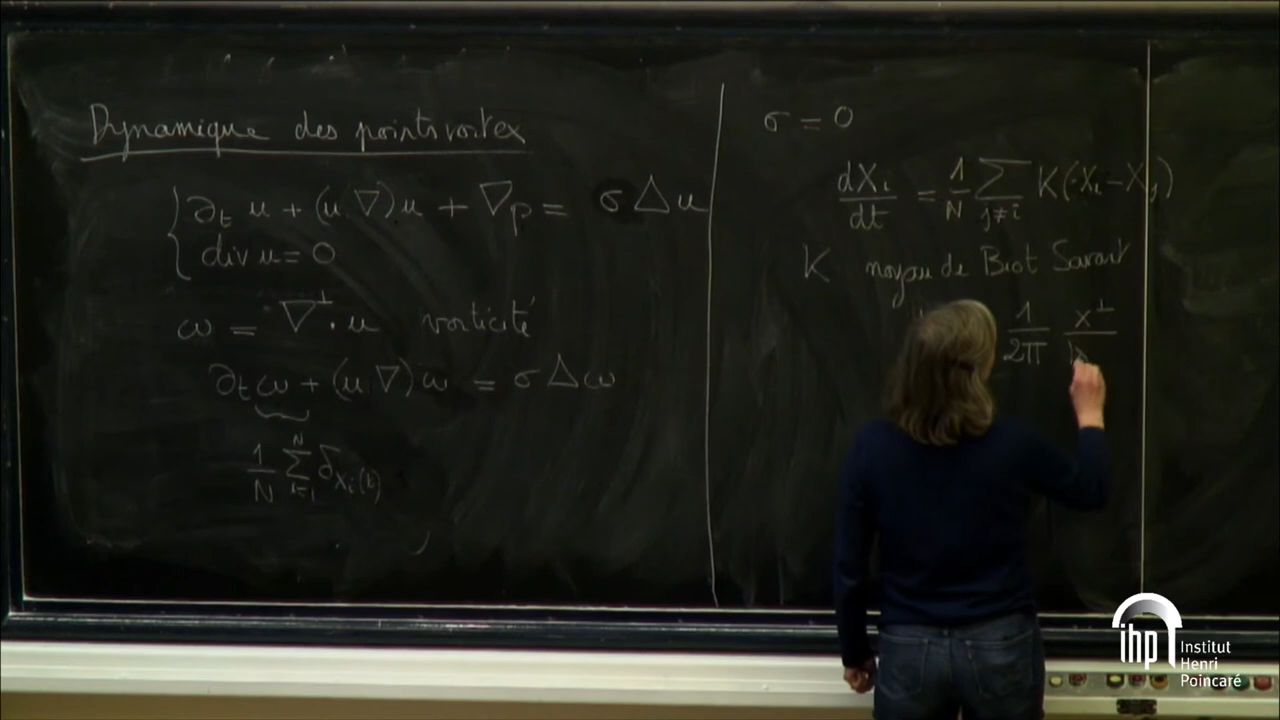 Dynamique des points vortex
∂ₜ u + (u ∇)u + ∇p = σ Δ u
div u = 0
ω = ∇^⊥ · u vorticité
∂ₜ ω + (u ∇) ω = σ Δ ω
1/N ∑_{i=1}^{N} δ_{Xᵢ(t)}
σ = 0
dXᵢ/dt = 1/N ∑_{j≠i} K(Xᵢ − Xⱼ)
K noyau de Biot Savart
1/2π x^⊥
ihp Institut
Henri
Poincaré